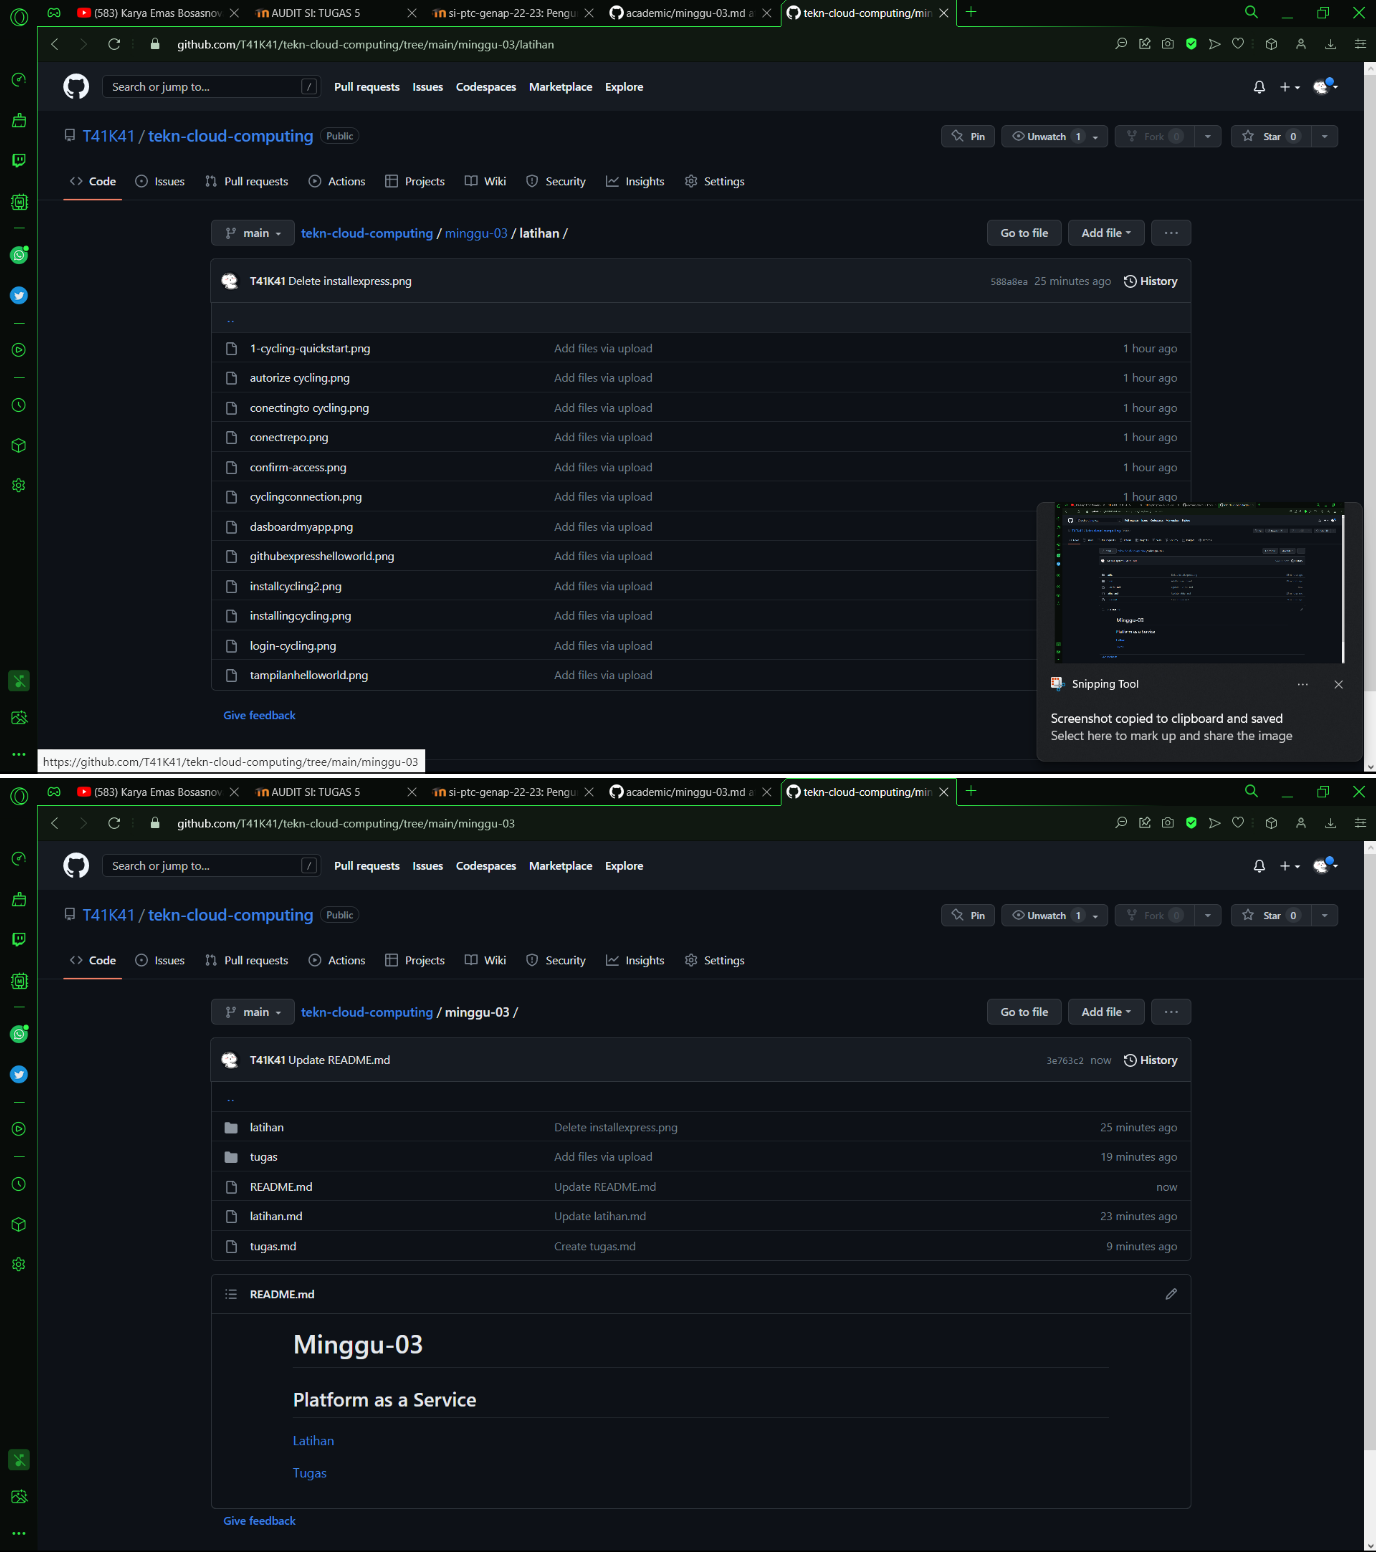 (583) Karya Emas Bosasnov
AUDIT SI: TUGAS 5
si-ptc-genap-22-23: Pengu
academic/minggu-03.md a
tekn-cloud-computing/min
github.com/T41K41/tekn-cloud-computing/tree/main/minggu-03/latihan
Search or jump to... /
Pull requests Issues Codespaces Marketplace Explore
T41K41 / tekn-cloud-computing Public
Pin Unwatch 1 Fork 0 Star 0
Code Issues Pull requests Actions Projects Wiki Security Insights Settings
main tekn-cloud-computing / minggu-03 / latihan / Go to file Add file ...
T41K41 Delete installexpress.png 588a8ea 25 minutes ago History
..
1-cycling-quickstart.png Add files via upload 1 hour ago
autorize cycling.png Add files via upload 1 hour ago
conectingto cycling.png Add files via upload 1 hour ago
conectrepo.png Add files via upload 1 hour ago
confirm-access.png Add files via upload 1 hour ago
cyclingconnection.png Add files via upload 1 hour ago
dasboardmyapp.png Add files via upload
githubexpresshelloworld.png Add files via upload
installcycling2.png Add files via upload
installingcycling.png Add files via upload
login-cycling.png Add files via upload
tampilanhelloworld.png Add files via upload
Give feedback
Minggu-03
Platform as a Service
Snipping Tool ...
Screenshot copied to clipboard and saved
Select here to mark up and share the image
https://github.com/T41K41/tekn-cloud-computing/tree/main/minggu-03
(583) Karya Emas Bosasnov
AUDIT SI: TUGAS 5
si-ptc-genap-22-23: Pengu
academic/minggu-03.md a
tekn-cloud-computing/min
github.com/T41K41/tekn-cloud-computing/tree/main/minggu-03
Search or jump to... /
Pull requests Issues Codespaces Marketplace Explore
T41K41 / tekn-cloud-computing Public
Pin Unwatch 1 Fork 0 Star 0
Code Issues Pull requests Actions Projects Wiki Security Insights Settings
main tekn-cloud-computing / minggu-03 / Go to file Add file ...
T41K41 Update README.md 3e763c2 now History
..
latihan Delete installexpress.png 25 minutes ago
tugas Add files via upload 19 minutes ago
README.md Update README.md now
latihan.md Update latihan.md 23 minutes ago
tugas.md Create tugas.md 9 minutes ago
README.md
Minggu-03
Platform as a Service
Latihan
Tugas
Give feedback